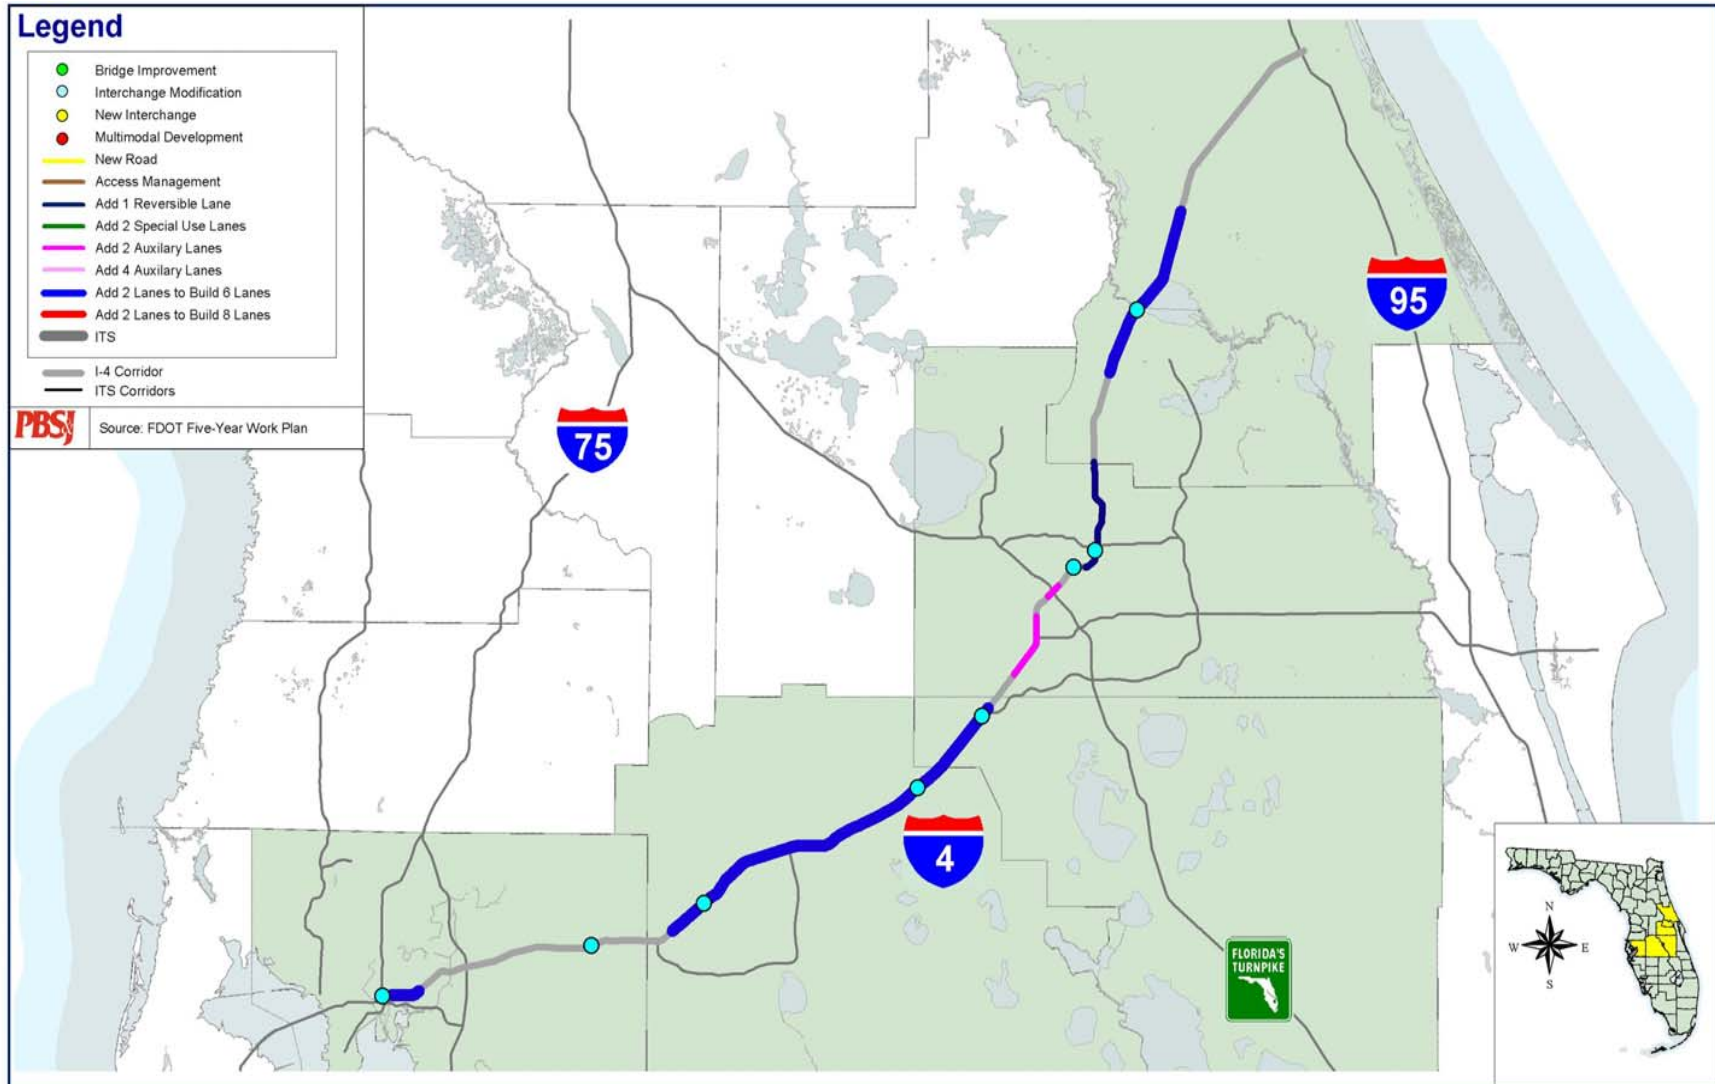 Legend
Bridge Improvement
Interchange Modification
New Interchange
Multimodal Development
New Road
Access Management
Add 1 Reversible Lane
Add 2 Special Use Lanes
Add 2 Auxilary Lanes
Add 4 Auxilary Lanes
Add 2 Lanes to Build 6 Lanes
Add 2 Lanes to Build 8 Lanes
ITS
I-4 Corridor
ITS Corridors
PBSJ
Source: FDOT Five-Year Work Plan
95
75
4
FLORIDA'S
TURNPIKE
N
W E
S